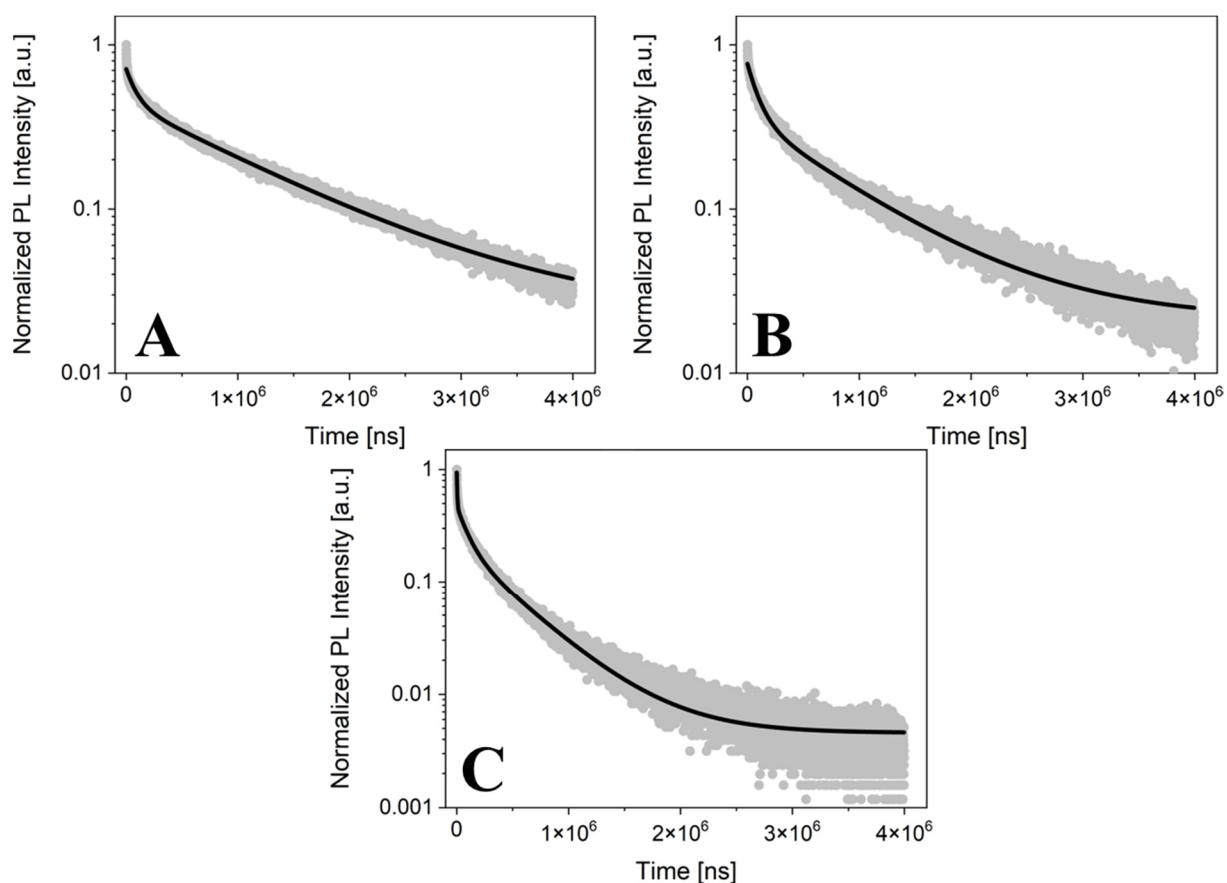 Normalized PL Intensity [a.u.]
1
0.1
0.01
A
0
1×10⁶
2×10⁶
3×10⁶
4×10⁶
Time [ns]
Normalized PL Intensity [a.u.]
1
0.1
0.01
B
0
1×10⁶
2×10⁶
3×10⁶
4×10⁶
Time [ns]
Normalized PL Intensity [a.u.]
1
0.1
0.01
0.001
C
0
1×10⁶
2×10⁶
3×10⁶
4×10⁶
Time [ns]